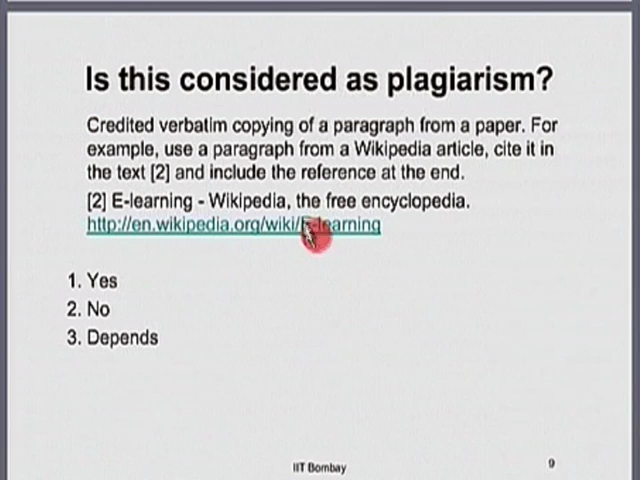 Is this considered as plagiarism?
Credited verbatim copying of a paragraph from a paper. For
example, use a paragraph from a Wikipedia article, cite it in
the text [2] and include the reference at the end.
[2] E-learning - Wikipedia, the free encyclopedia.
http://en.wikipedia.org/wiki/E-learning
1. Yes
2. No
3. Depends
IIT Bombay
9